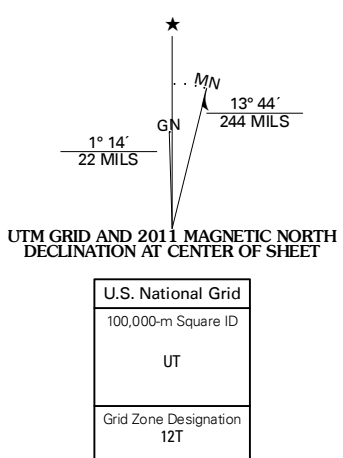 ★
MN
13° 44´
244 MILS
GN
1° 14´
22 MILS
UTM GRID AND 2011 MAGNETIC NORTH
DECLINATION AT CENTER OF SHEET
U.S. National Grid
100,000-m Square ID
UT
Grid Zone Designation
12T